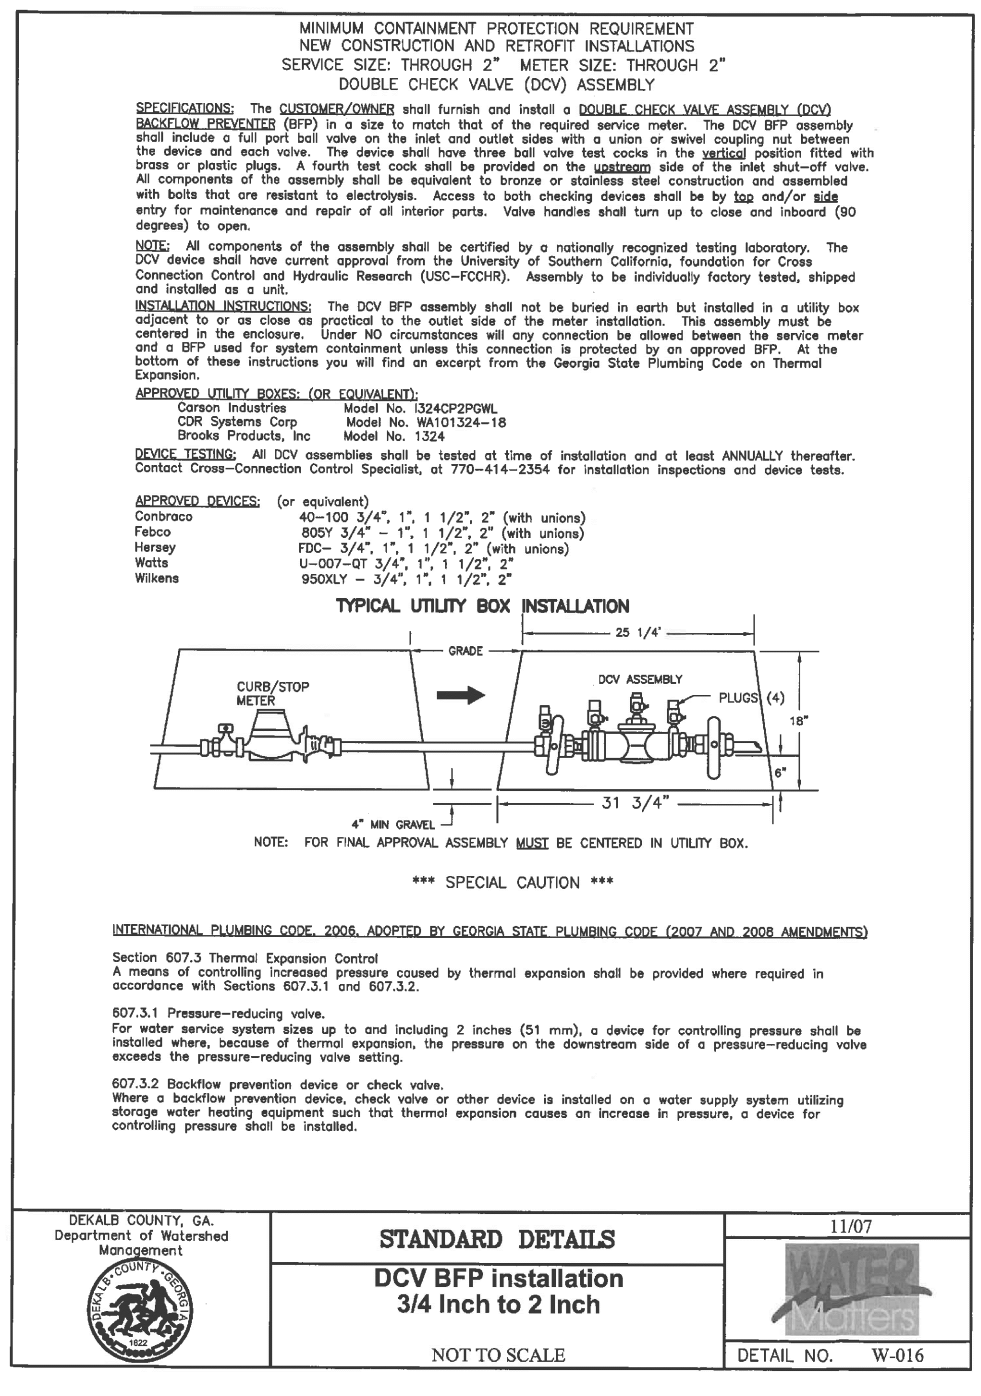 MINIMUM CONTAINMENT PROTECTION REQUIREMENT
NEW CONSTRUCTION AND RETROFIT INSTALLATIONS
SERVICE SIZE: THROUGH 2" METER SIZE: THROUGH 2"
DOUBLE CHECK VALVE (DCV) ASSEMBLY
SPECIFICATIONS: The CUSTOMER/OWNER shall furnish and install a DOUBLE CHECK VALVE ASSEMBLY (DCV)
BACKFLOW PREVENTER (BFP) in a size to match that of the required service meter. The DCV BFP assembly
shall include a full port ball valve on the inlet and outlet sides with a union or swivel coupling nut between
the device and each valve. The device shall have three ball valve test cocks in the vertical position fitted with
brass or plastic plugs. A fourth test cock shall be provided on the upstream side of the inlet shut-off valve.
All components of the assembly shall be equivalent to bronze or stainless steel construction and assembled
with bolts that are resistant to electrolysis. Access to both checking devices shall be by top and/or side
entry for maintenance and repair of all interior parts. Valve handles shall turn up to close and inboard (90
degrees) to open.
NOTE: All components of the assembly shall be certified by a nationally recognized testing laboratory. The
DCV device shall have current approval from the University of Southern California, foundation for Cross
Connection Control and Hydraulic Research (USC-FCCHR). Assembly to be individually factory tested, shipped
and installed as a unit.
INSTALLATION INSTRUCTIONS: The DCV BFP assembly shall not be buried in earth but installed in a utility box
adjacent to or as close as practical to the outlet side of the meter installation. This assembly must be
centered in the enclosure. Under NO circumstances will any connection be allowed between the service meter
and a BFP used for system containment unless this connection is protected by an approved BFP. At the
bottom of these instructions you will find an excerpt from the Georgia State Plumbing Code on Thermal
Expansion.
APPROVED UTILITY BOXES: (OR EQUIVALENT):
Carson Industries Model No. I324CP2PGWL
CDR Systems Corp Model No. WA101324-18
Brooks Products, Inc Model No. 1324
DEVICE TESTING: All DCV assemblies shall be tested at time of installation and at least ANNUALLY thereafter.
Contact Cross-Connection Control Specialist, at 770-414-2354 for installation inspections and device tests.
APPROVED DEVICES: (or equivalent)
Conbraco 40-100 3/4", 1", 1 1/2", 2" (with unions)
Febco 805Y 3/4" - 1", 1 1/2", 2" (with unions)
Hersey FDC- 3/4", 1", 1 1/2", 2" (with unions)
Watts U-007-QT 3/4", 1", 1 1/2", 2"
Wilkens 950XLY - 3/4", 1", 1 1/2", 2"
TYPICAL UTILITY BOX INSTALLATION
25 1/4"
GRADE
DCV ASSEMBLY
CURB/STOP
METER
PLUGS (4)
18"
6"
31 3/4"
4" MIN GRAVEL
NOTE: FOR FINAL APPROVAL ASSEMBLY MUST BE CENTERED IN UTILITY BOX.
*** SPECIAL CAUTION ***
INTERNATIONAL PLUMBING CODE, 2006, ADOPTED BY GEORGIA STATE PLUMBING CODE (2007 AND 2008 AMENDMENTS)
Section 607.3 Thermal Expansion Control
A means of controlling increased pressure caused by thermal expansion shall be provided where required in
accordance with Sections 607.3.1 and 607.3.2.
607.3.1 Pressure-reducing valve.
For water service system sizes up to and including 2 inches (51 mm), a device for controlling pressure shall be
installed where, because of thermal expansion, the pressure on the downstream side of a pressure-reducing valve
exceeds the pressure-reducing valve setting.
607.3.2 Backflow prevention device or check valve.
Where a backflow prevention device, check valve or other device is installed on a water supply system utilizing
storage water heating equipment such that thermal expansion causes an increase in pressure, a device for
controlling pressure shall be installed.
DEKALB COUNTY, GA.
Department of Watershed
Management
DEKALB • COUNTY • GEORGIA
1822
STANDARD DETAILS
DCV BFP installation
3/4 Inch to 2 Inch
NOT TO SCALE
11/07
WATER
Matters
DETAIL NO. W-016